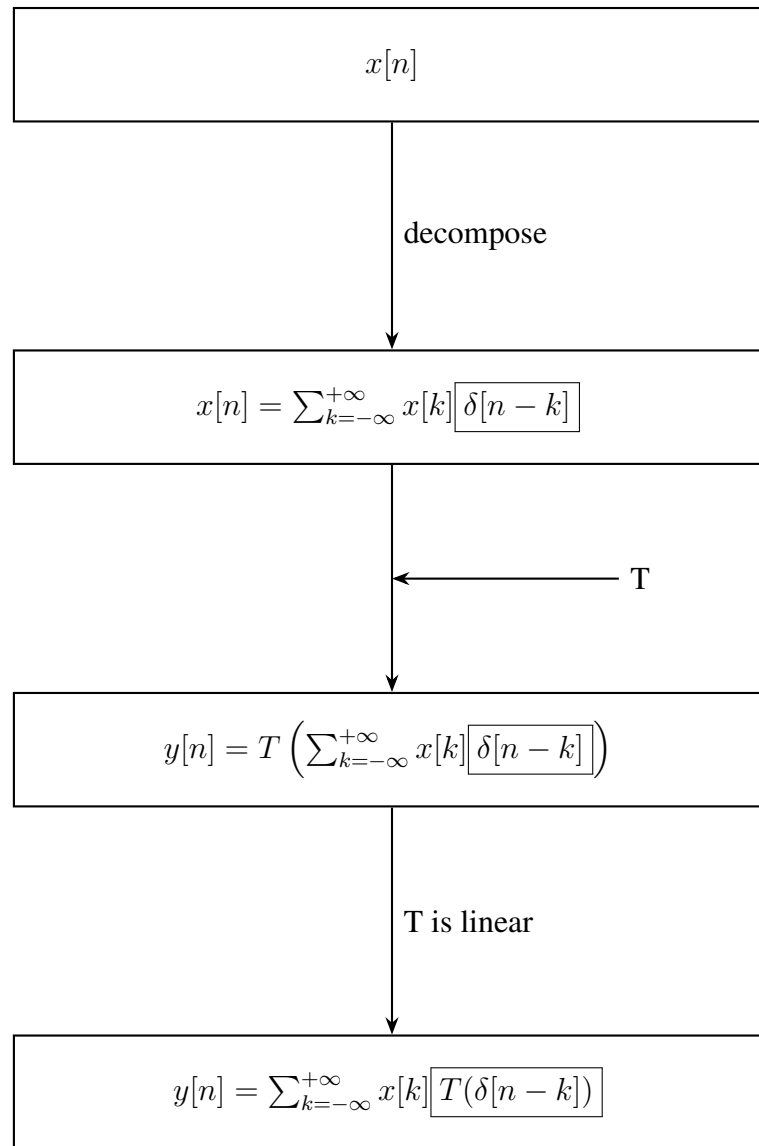 x[n]
decompose
x[n] = ∑_{k=-∞}^{+∞} x[k] δ[n − k]
T
y[n] = T (∑_{k=-∞}^{+∞} x[k] δ[n − k])
T is linear
y[n] = ∑_{k=-∞}^{+∞} x[k] T(δ[n − k])